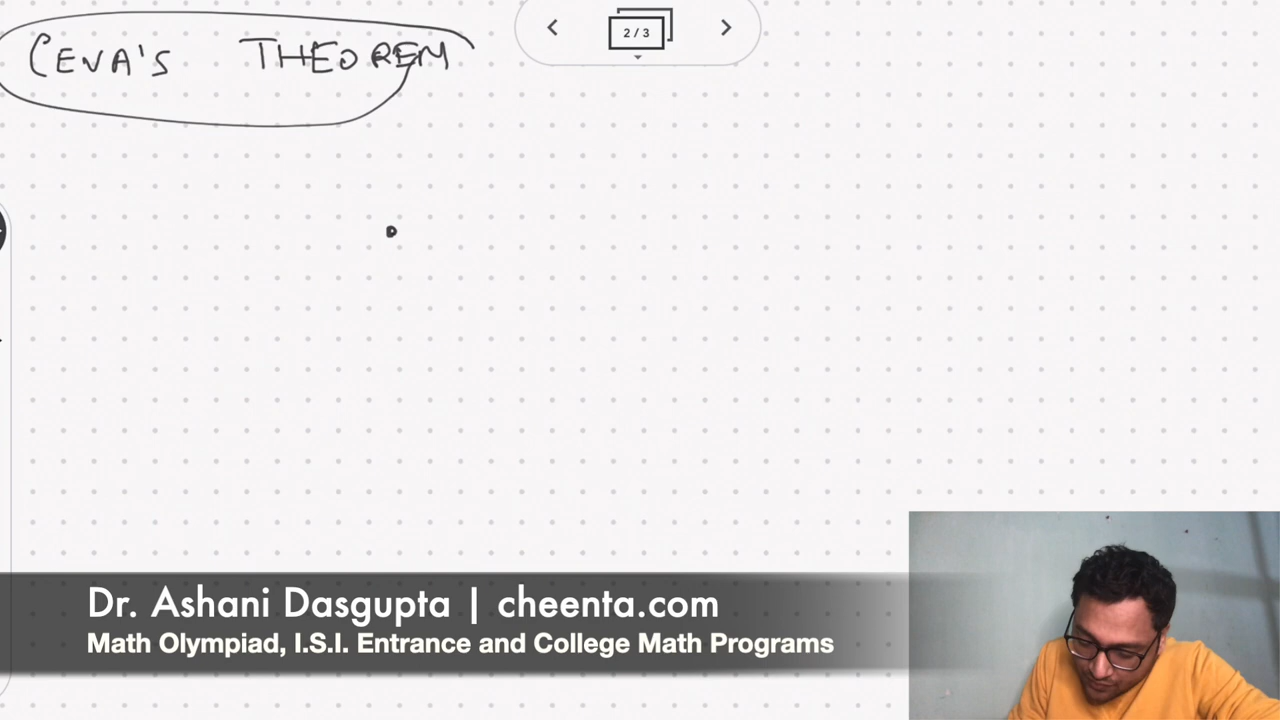 CEVA'S THEOREM
2 / 3
Dr. Ashani Dasgupta | cheenta.com
Math Olympiad, I.S.I. Entrance and College Math Programs